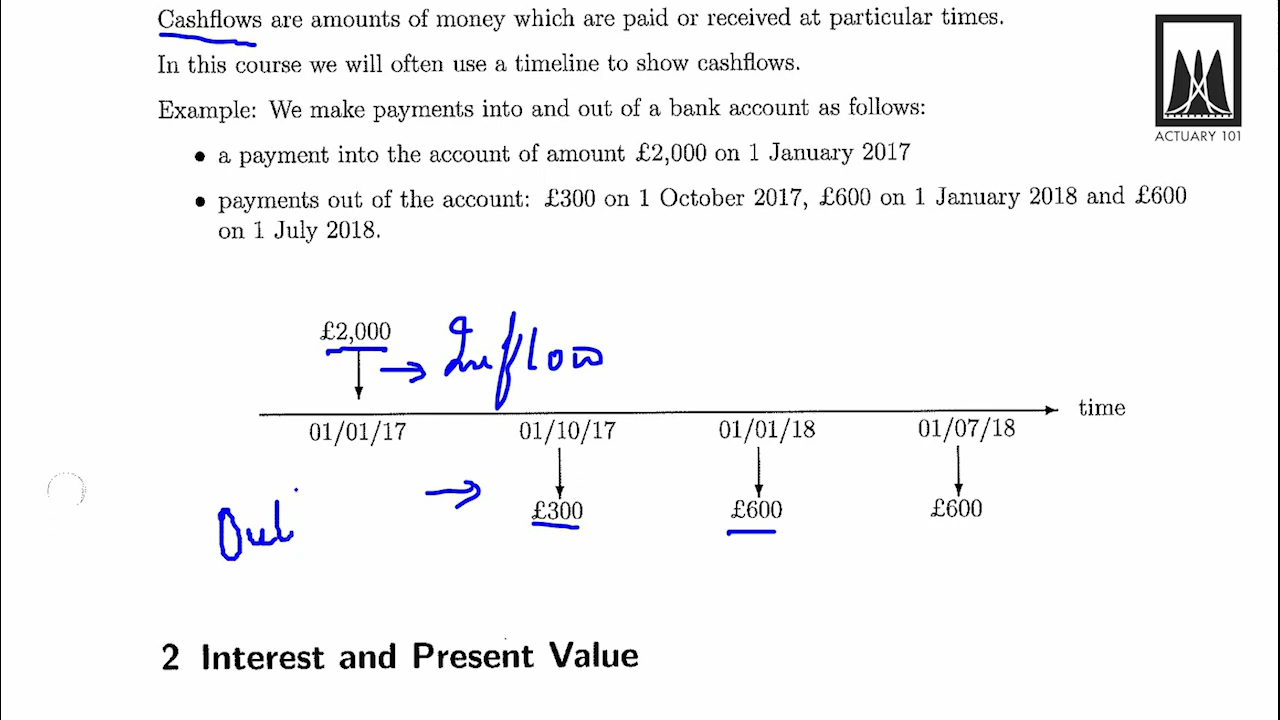 Cashflows are amounts of money which are paid or received at particular times.
In this course we will often use a timeline to show cashflows.
ACTUARY 101
Example: We make payments into and out of a bank account as follows:
• a payment into the account of amount £2,000 on 1 January 2017
• payments out of the account: £300 on 1 October 2017, £600 on 1 January 2018 and £600
on 1 July 2018.
£2,000
Inflow
time
01/01/17 01/10/17 01/01/18 01/07/18
£300 £600 £600
Out
2 Interest and Present Value